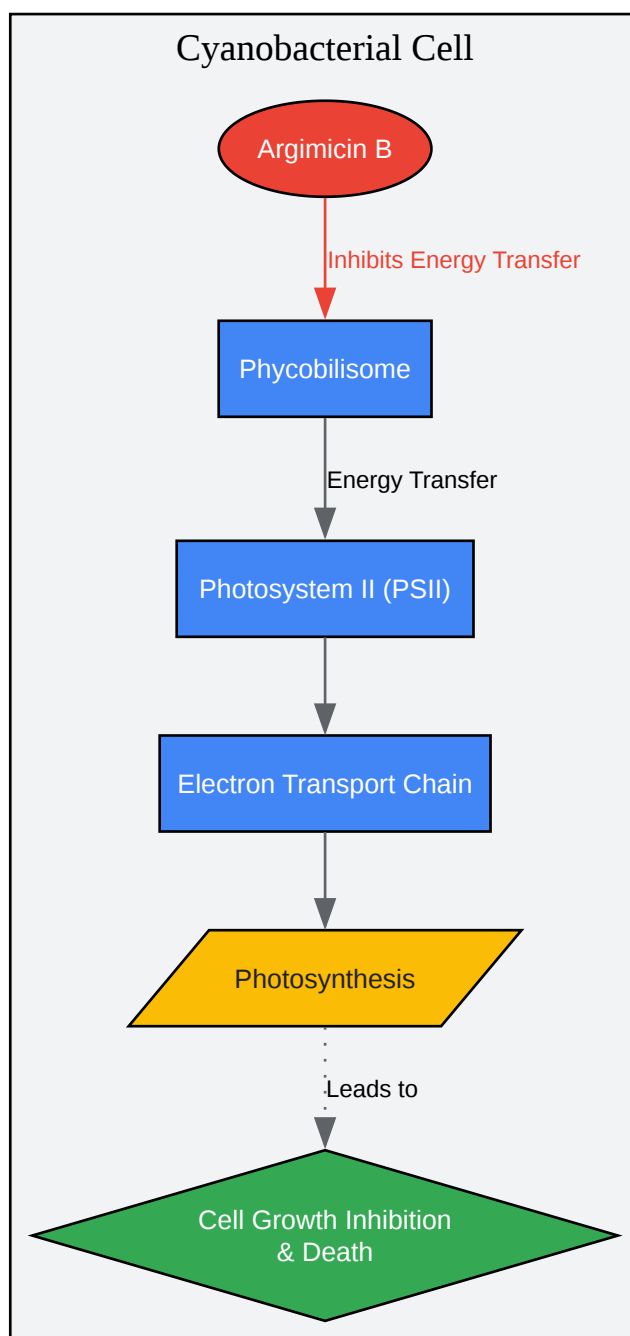 Cyanobacterial Cell
Argimicin B
Inhibits Energy Transfer
Phycobilisome
Energy Transfer
Photosystem II (PSII)
Electron Transport Chain
Photosynthesis
Leads to
Cell Growth Inhibition
& Death